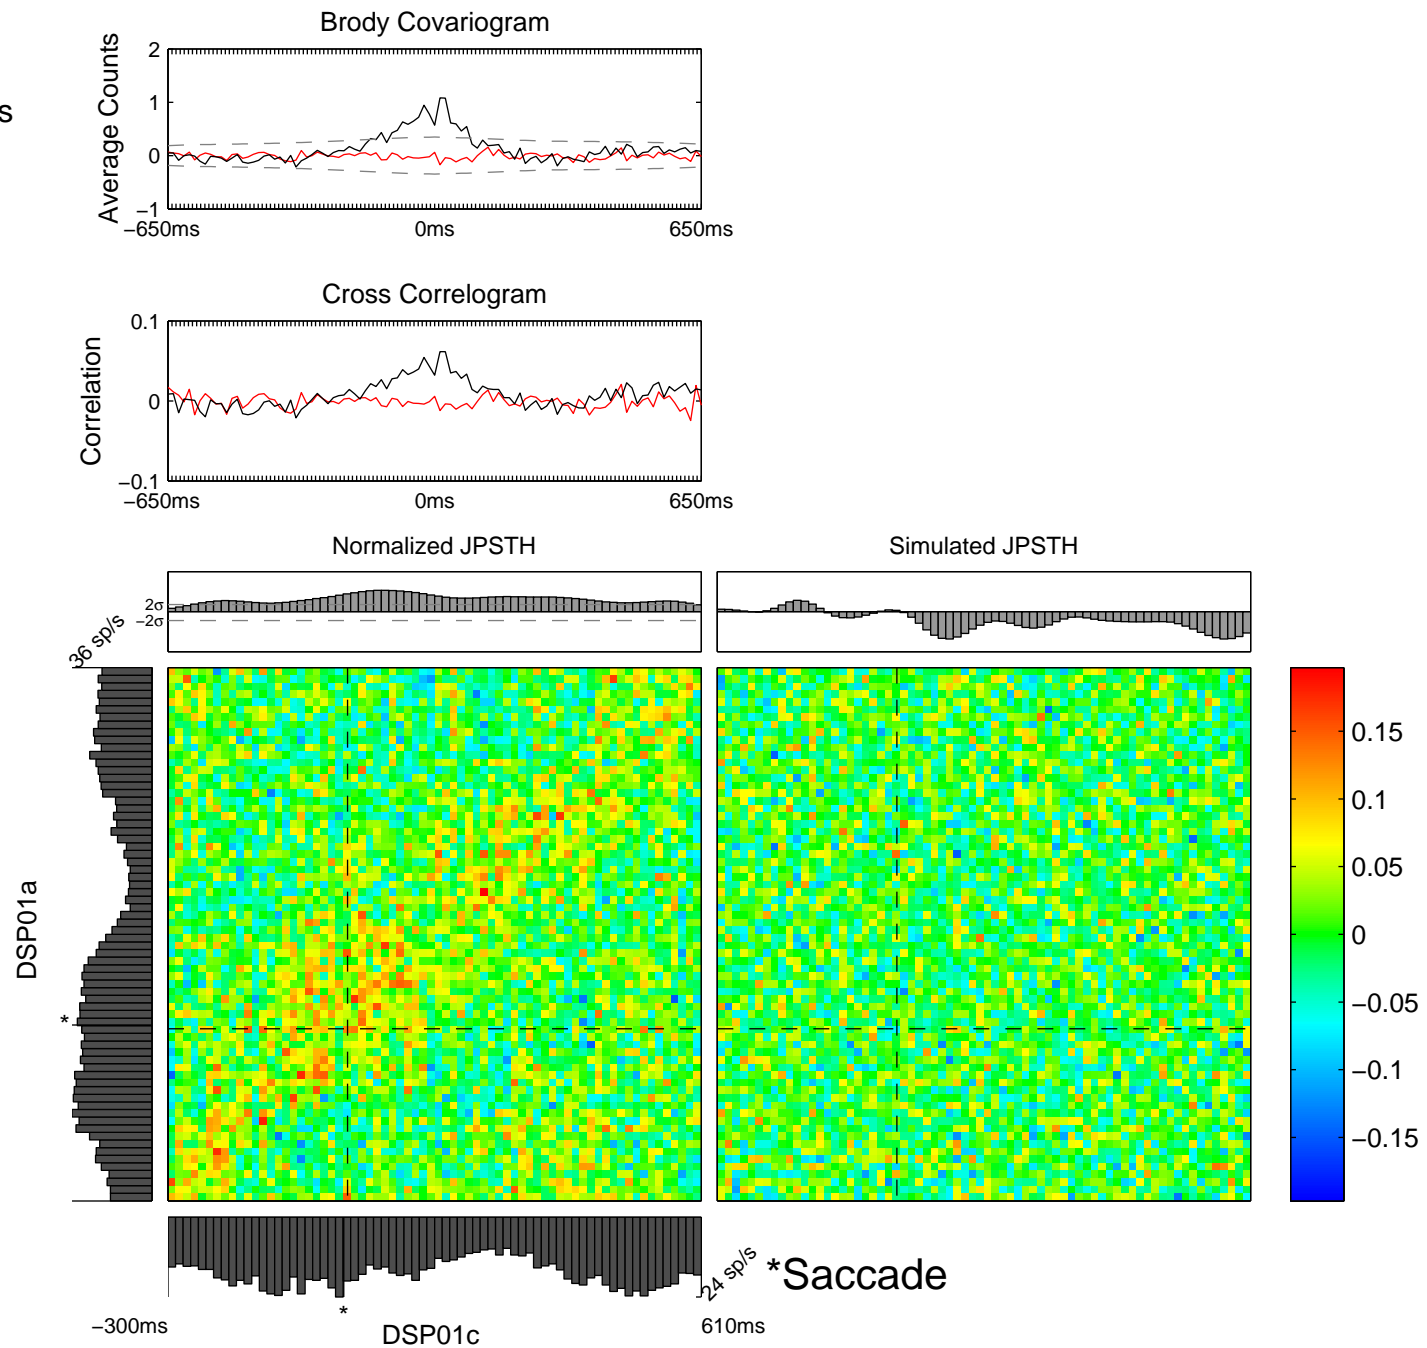 Brody Covariogram
s
Average Counts
2
1
0
−1
−650ms 0ms 650ms
Cross Correlogram
Correlation
0.1
0
−0.1
−650ms 0ms 650ms
Normalized JPSTH
Simulated JPSTH
2σ
−2σ
36 sp/s
DSP01a
*
0.15
0.1
0.05
0
−0.05
−0.1
−0.15
24 sp/s
*Saccade
*
−300ms
DSP01c
610ms